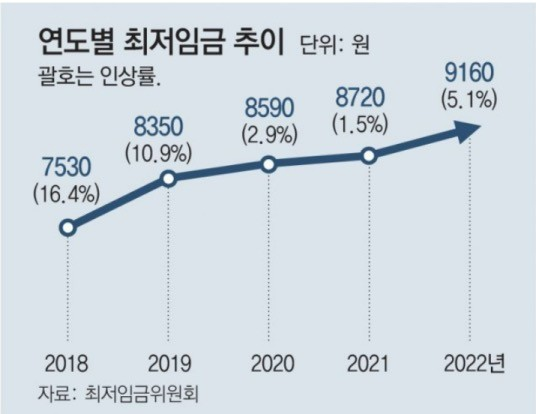 연도별 최저임금 추이 단위: 원
괄호는 인상률.
7530
(16.4%)
8350
(10.9%)
8590
(2.9%)
8720
(1.5%)
9160
(5.1%)
2018 2019 2020 2021 2022년
자료: 최저임금위원회